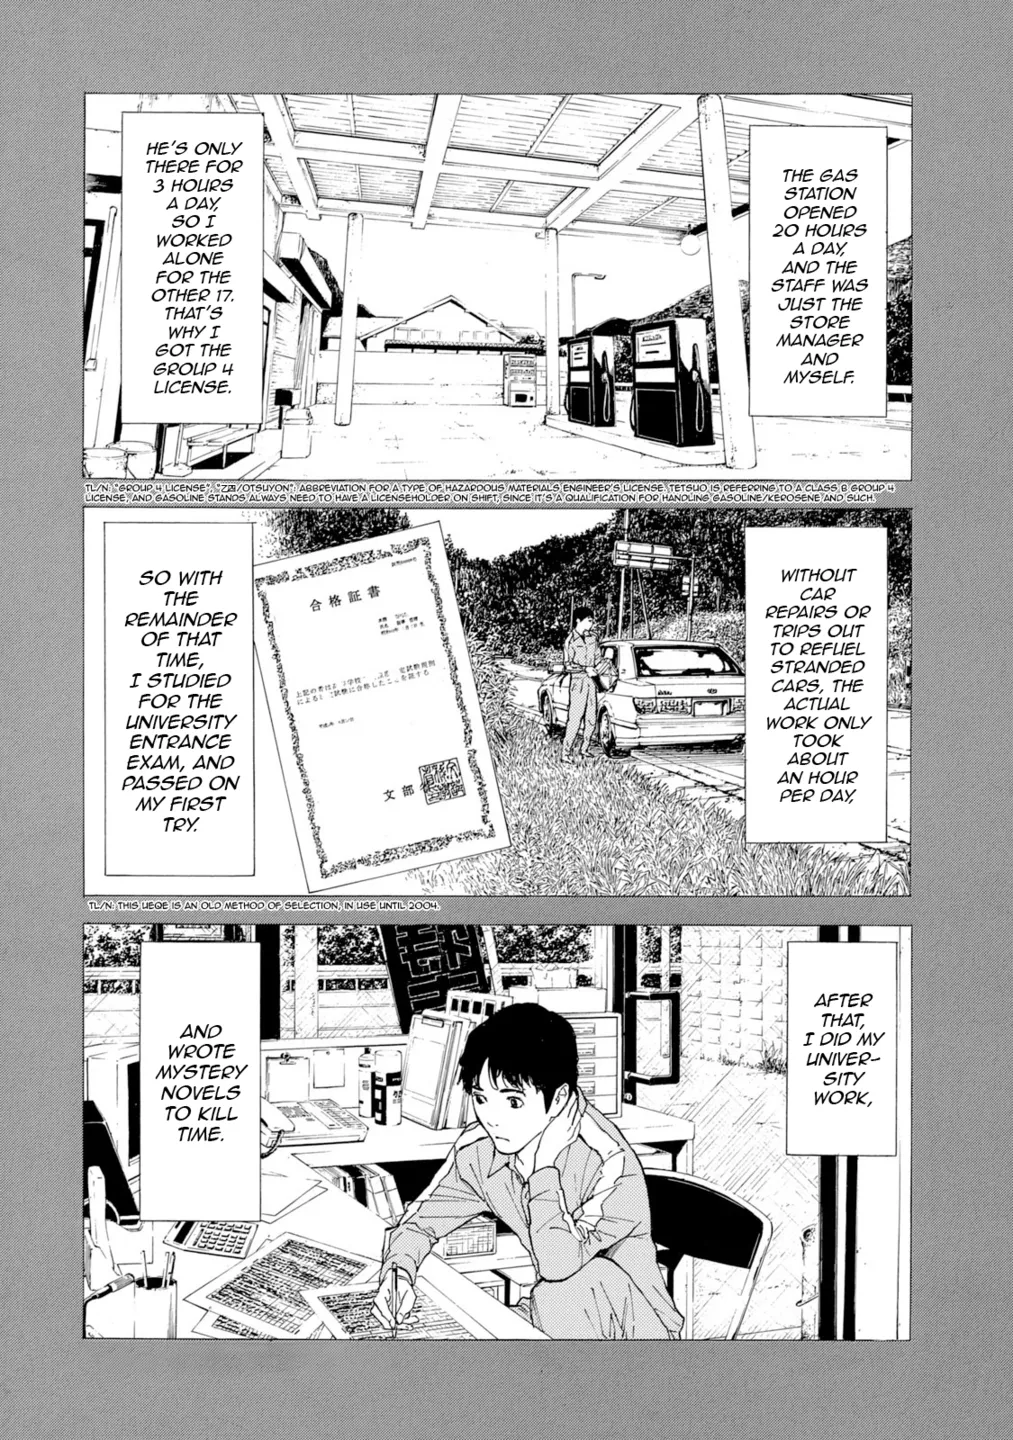 THE GAS
STATION
OPENED
20 HOURS
A DAY,
AND THE
STAFF WAS
JUST THE
STORE
MANAGER
AND
MYSELF.
HE'S ONLY
THERE FOR
3 HOURS
A DAY,
SO I
WORKED
ALONE
FOR THE
OTHER 17.
THAT'S
WHY I
GOT THE
GROUP 4
LICENSE.
TL/N: "GROUP 4 LICENSE", "乙四/OTSUYON": ABBREVIATION FOR A TYPE OF HAZARDOUS MATERIALS ENGINEER'S LICENSE. TETSUO IS REFERRING TO A CLASS B GROUP 4
LICENSE, AND GASOLINE STANDS ALWAYS NEED TO HAVE A LICENSEHOLDER ON SHIFT, SINCE IT'S A QUALIFICATION FOR HANDLING GASOLINE/KEROSENE AND SUCH.
WITHOUT
CAR
REPAIRS OR
TRIPS OUT
TO REFUEL
STRANDED
CARS, THE
ACTUAL
WORK ONLY
TOOK
ABOUT
AN HOUR
PER DAY,
合格証書
文部
SO WITH
THE
REMAINDER
OF THAT
TIME,
I STUDIED
FOR THE
UNIVERSITY
ENTRANCE
EXAM, AND
PASSED ON
MY FIRST
TRY.
TL/N: THIS UEQE IS AN OLD METHOD OF SELECTION, IN USE UNTIL 2004.
AFTER
THAT,
I DID MY
UNIVER-
SITY
WORK,
AND
WROTE
MYSTERY
NOVELS
TO KILL
TIME.